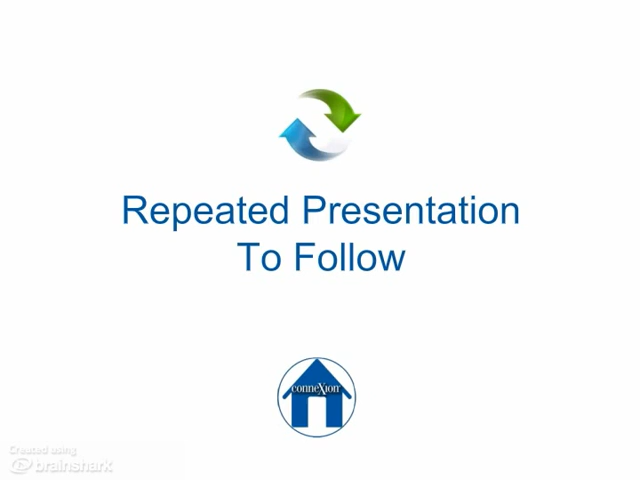 Repeated Presentation
To Follow
conneXion
Created using
brainshark